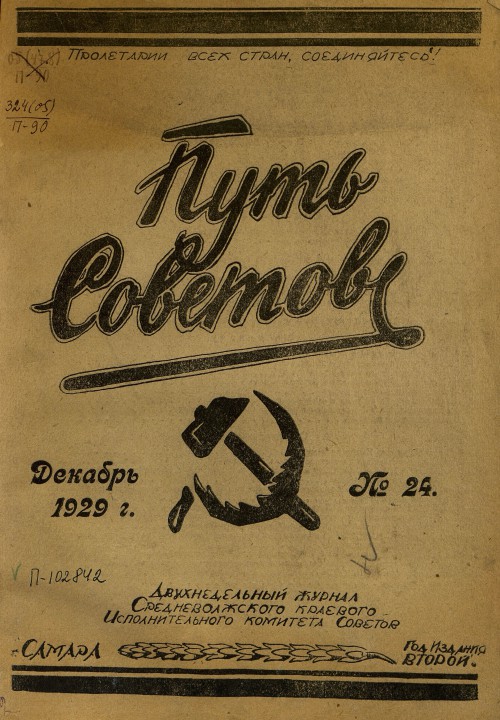 Пролетарии всех стран, соединяйтесь!
324(05)
П-90
Путь
Советов
Декабрь
1929 г.
№ 24.
П-102842
Двухнедельный журнал
Средневолжского краевого
Исполнительного комитета Советов
г. Самара
Год издания
второй.